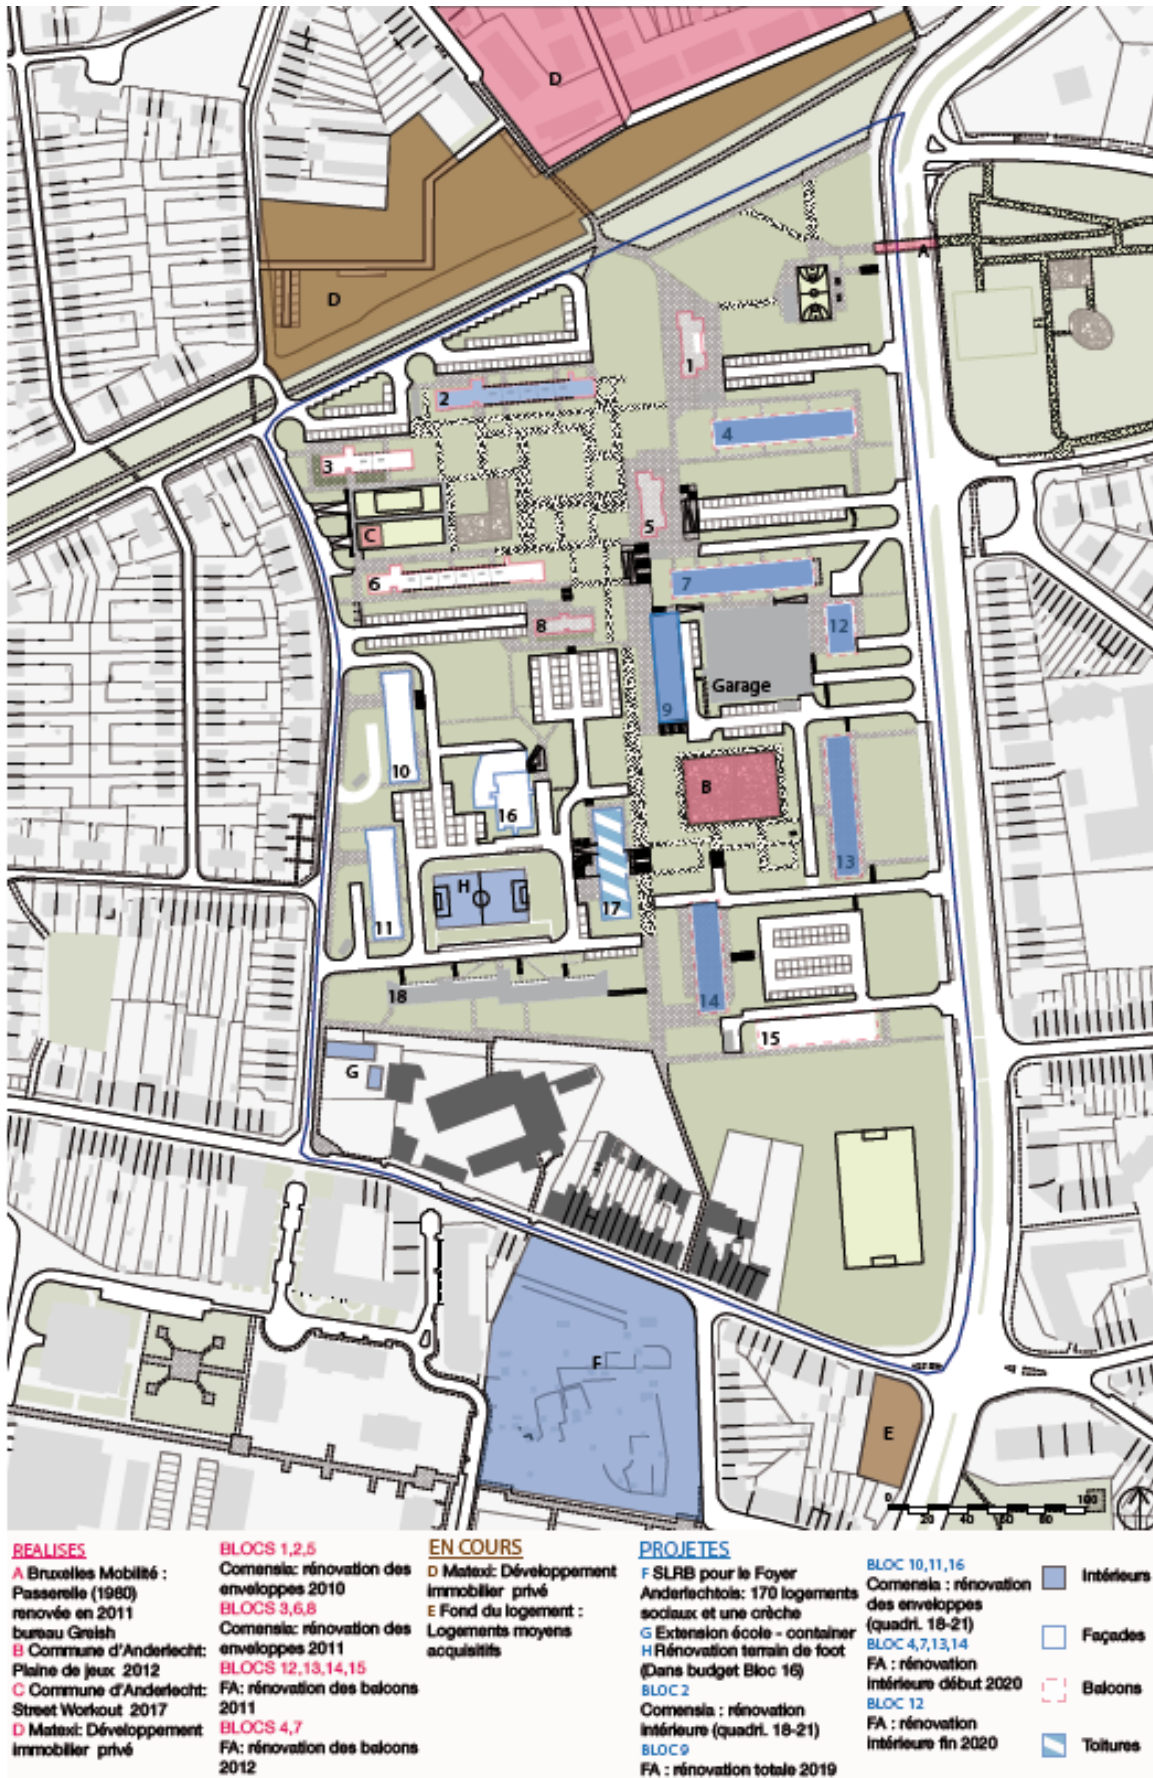 D
A
D
1
2
4
3
5
C
6
7
8
12
Garage
9
10
B
16
13
H
17
11
18
14
15
G
F
E
0
100
20
40
60
80
REALISES
A Bruxelles Mobilité :
Passerelle (1980)
renovée en 2011
bureau Greish
B Commune d'Anderlecht:
Plaine de jeux 2012
C Commune d'Anderlecht:
Street Workout 2017
D Matexi: Développement
immobilier privé
BLOCS 1,2,5
Comensia: rénovation des
enveloppes 2010
BLOCS 3,6,8
Comensia: rénovation des
enveloppes 2011
BLOCS 12,13,14,15
FA: rénovation des balcons
2011
BLOCS 4,7
FA: rénovation des balcons
2012
EN COURS
D Matexi: Développement
immobilier privé
E Fond du logement :
Logements moyens
acquisitifs
PROJETES
F SLRB pour le Foyer
Anderlechtois: 170 logements
sociaux et une crèche
G Extension école - container
H Rénovation terrain de foot
(Dans budget Bloc 16)
BLOC 2
Comensia : rénovation
intérieure (quadri. 18-21)
BLOC 9
FA : rénovation totale 2019
BLOC 10,11,16
Comensia : rénovation
des enveloppes
(quadri. 18-21)
BLOC 4,7,13,14
FA : rénovation
intérieure début 2020
BLOC 12
FA : rénovation
intérieure fin 2020
Intérieurs
Façades
Balcons
Toitures